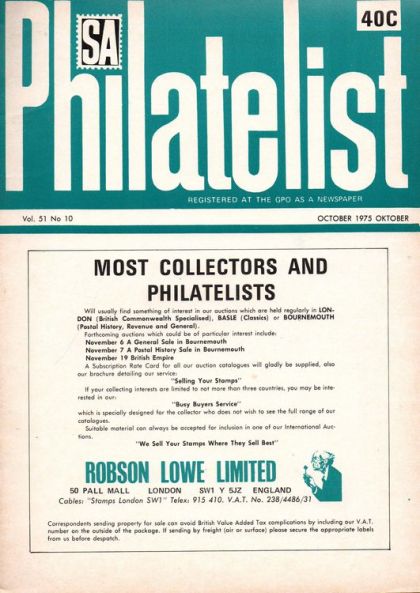 SA
40C
Philatelist
REGISTERED AT THE GPO AS A NEWSPAPER
Vol. 51 No 10
OCTOBER 1975 OKTOBER
MOST COLLECTORS AND
PHILATELISTS
Will usually find something of interest in our auctions which are held regularly in LON-
DON (British Commonwealth Specialised), BASLE (Classics) or BOURNEMOUTH
(Postal History, Revenue and General).
Forthcoming auctions which could be of particular interest include:
November 6 A General Sale in Bournemouth
November 7 A Postal History Sale in Bournemouth
November 19 British Empire
A Subscription Rate Card for all our auction catalogues will gladly be supplied, also
our brochure detailing our service:
"Selling Your Stamps"
If your collecting interests are limited to not more than three countries, you may be inte-
rested in our:
"Busy Buyers Service"
which is specially designed for the collector who does not wish to see the full range of our
catalogues.
Suitable material can always be accepted for inclusion in one of our International Auc-
tions.
"We Sell Your Stamps Where They Sell Best"
ROBSON LOWE LIMITED
50 PALL MALL LONDON SW1 Y 5JZ ENGLAND
Cables: "Stamps London SW1" Telex: 915 410. V.A.T. No. 238/4486/31
Correspondents sending property for sale can avoid British Value Added Tax complications by including our V.A.T.
number on the outside of the package. If sending by freight (air or surface) please secure the appropriate labels
from us before despatch.